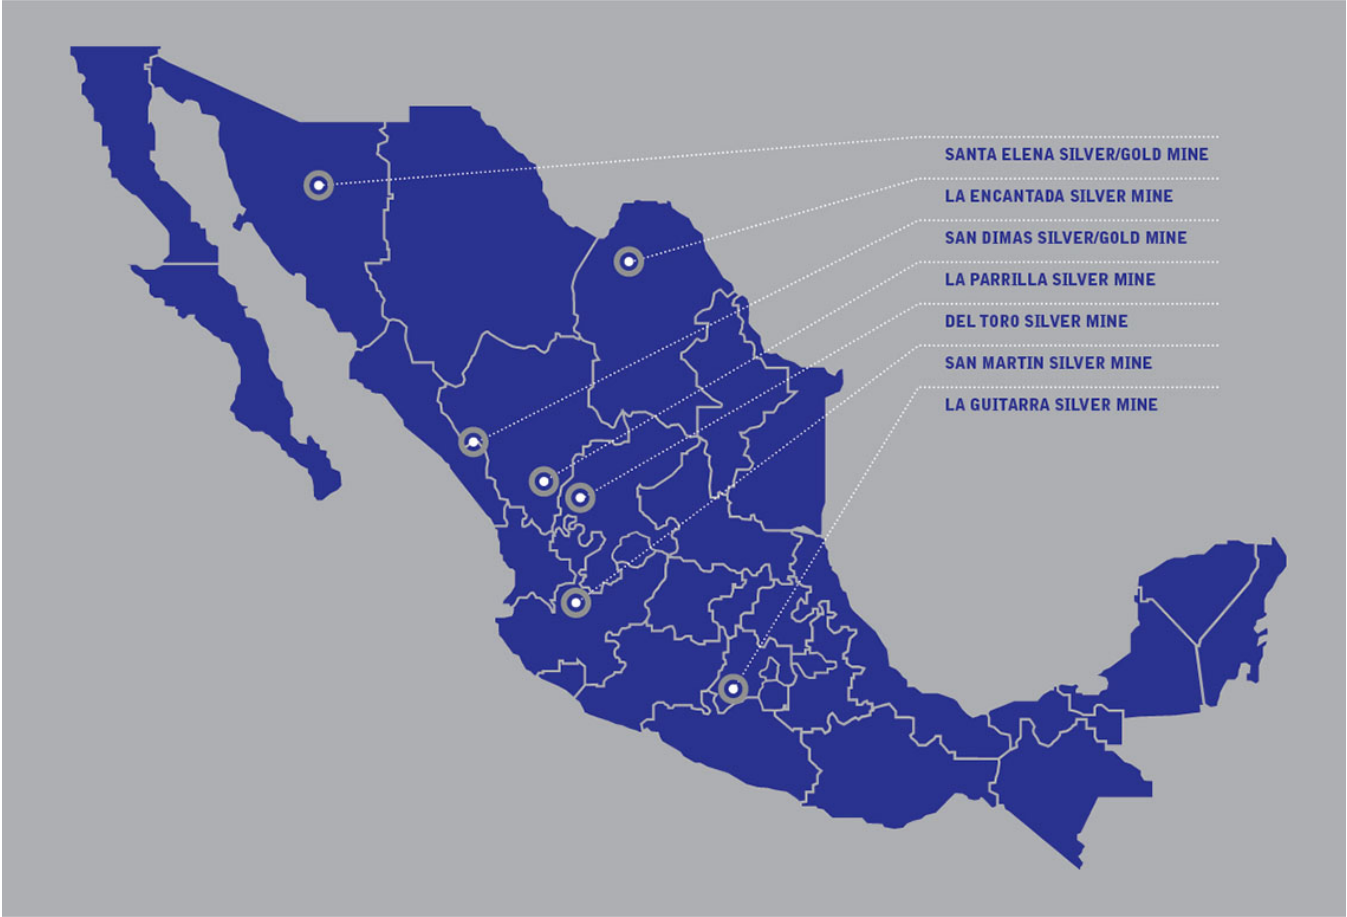 SANTA ELENA SILVER/GOLD MINE
LA ENCANTADA SILVER MINE
SAN DIMAS SILVER/GOLD MINE
LA PARRILLA SILVER MINE
DEL TORO SILVER MINE
SAN MARTIN SILVER MINE
LA GUITARRA SILVER MINE